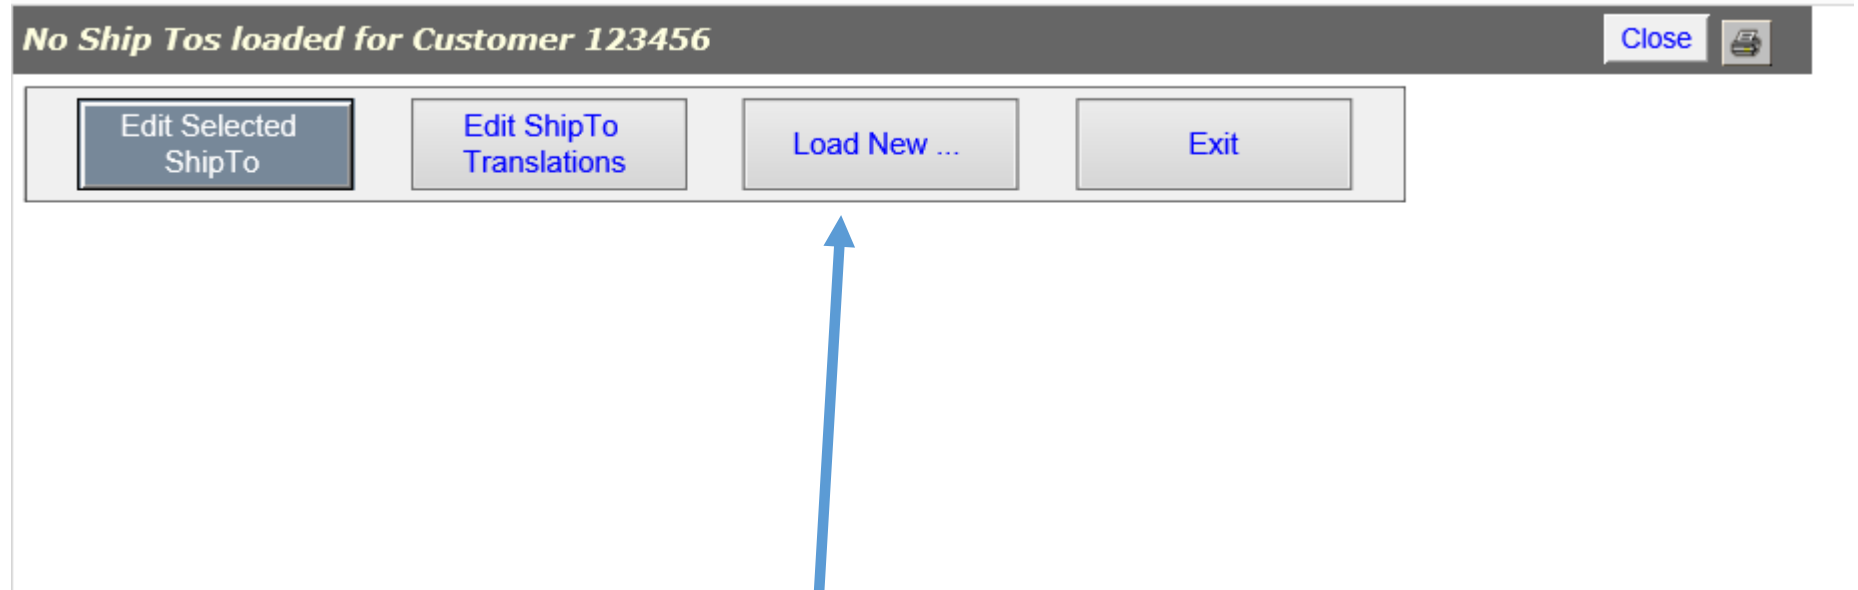 No Ship Tos loaded for Customer 123456
Close
Edit Selected
ShipTo
Edit ShipTo
Translations
Load New ...
Exit